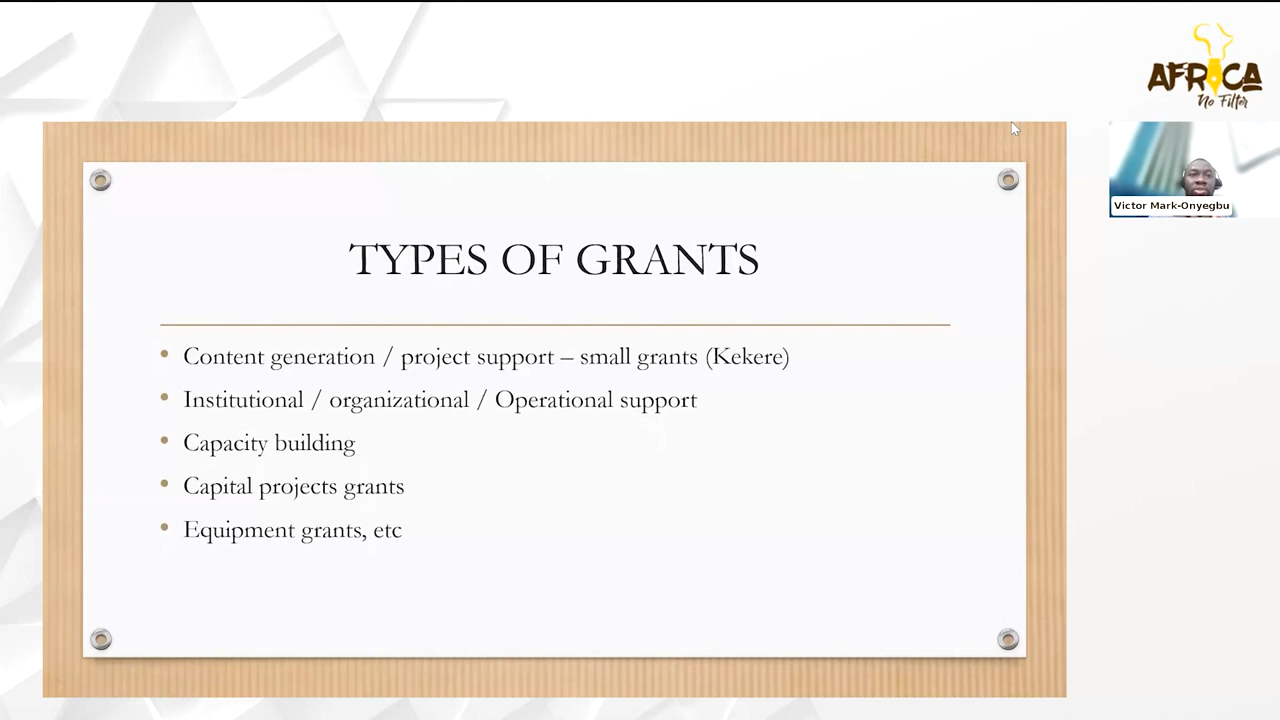 AFRICA
No Filter
Victor Mark-Onyegbu
TYPES OF GRANTS
• Content generation / project support – small grants (Kekere)
• Institutional / organizational / Operational support
• Capacity building
• Capital projects grants
• Equipment grants, etc